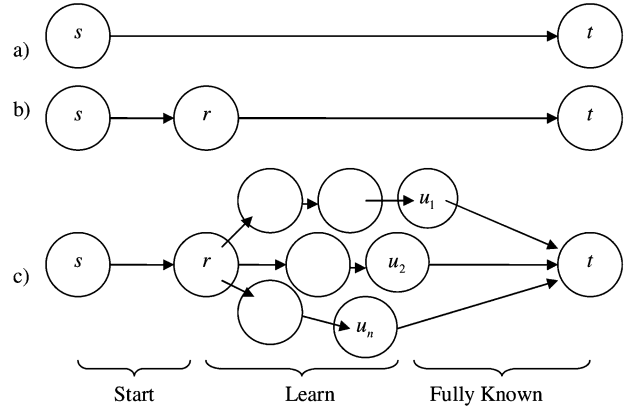 a) s t
b) s r t
u₁
c) s r u₂ t
uₙ
Start Learn Fully Known